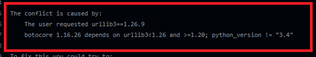 The conflict is caused by:
The user requested urllib3==1.26.9
botocore 1.16.26 depends on urllib3<1.26 and >=1.20; python_version != "3.4"
To fix this you could try to: